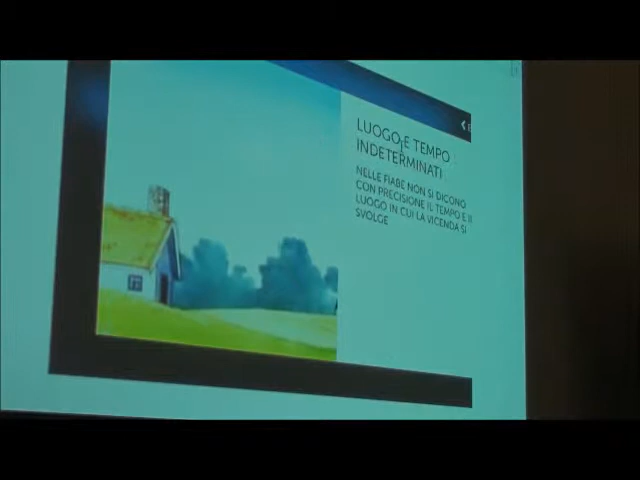 LUOGO E TEMPO
INDETERMINATI
NELLE FIABE NON SI DICONO
CON PRECISIONE IL TEMPO E IL
LUOGO IN CUI LA VICENDA SI
SVOLGE